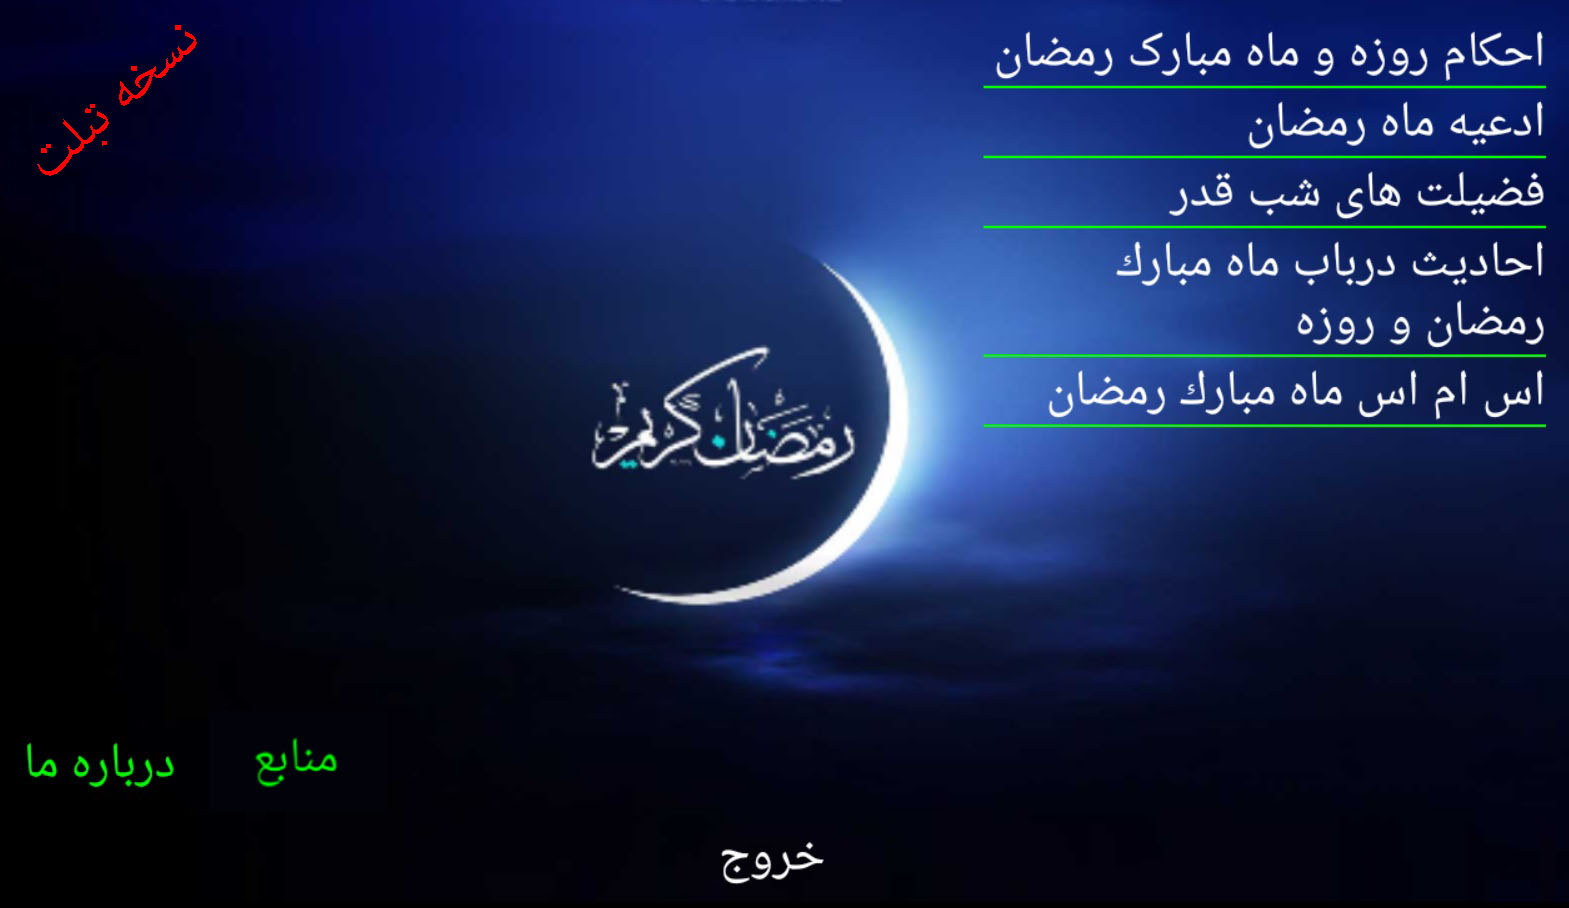 نسخه تبلت
احکام روزه و ماه مبارک رمضان
ادعیه ماه رمضان
فضیلت های شب قدر
احادیث درباب ماه مبارك
رمضان و روزه
اس ام اس ماه مبارك رمضان
رمضان كريم
منابع
درباره ما
خروج